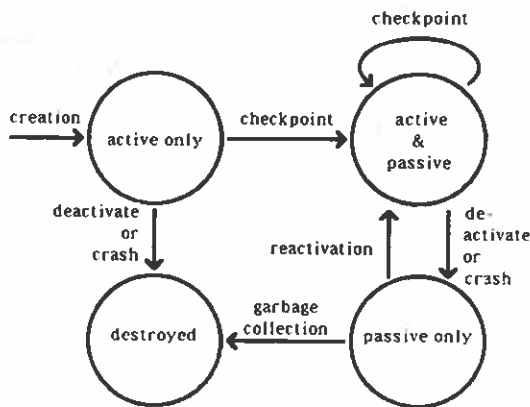 checkpoint
creation
active only
checkpoint
active
&
passive
deactivate
or
crash
reactivation
de-
activate
or
crash
destroyed
garbage
collection
passive only